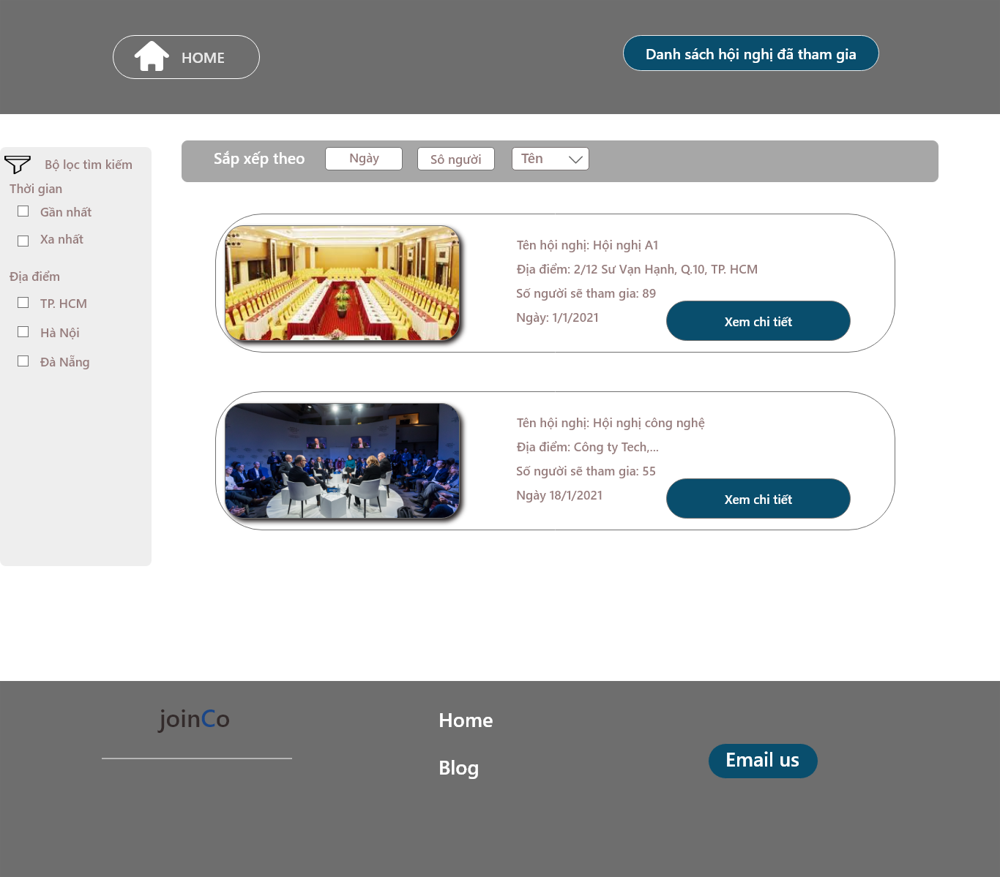 HOME
Danh sách hội nghị đã tham gia
Sắp xếp theo
Ngày
Sô người
Tên
Bộ lọc tìm kiếm
Thời gian
Gần nhất
Xa nhất
Địa điểm
TP. HCM
Hà Nội
Đà Nẵng
Tên hội nghị: Hội nghị A1
Địa điểm: 2/12 Sư Vạn Hạnh, Q.10, TP. HCM
Số người sẽ tham gia: 89
Ngày: 1/1/2021
Xem chi tiết
Tên hội nghị: Hội nghị công nghệ
Địa điểm: Công ty Tech,...
Số người sẽ tham gia: 55
Ngày 18/1/2021
Xem chi tiết
joinCo
Home
Blog
Email us